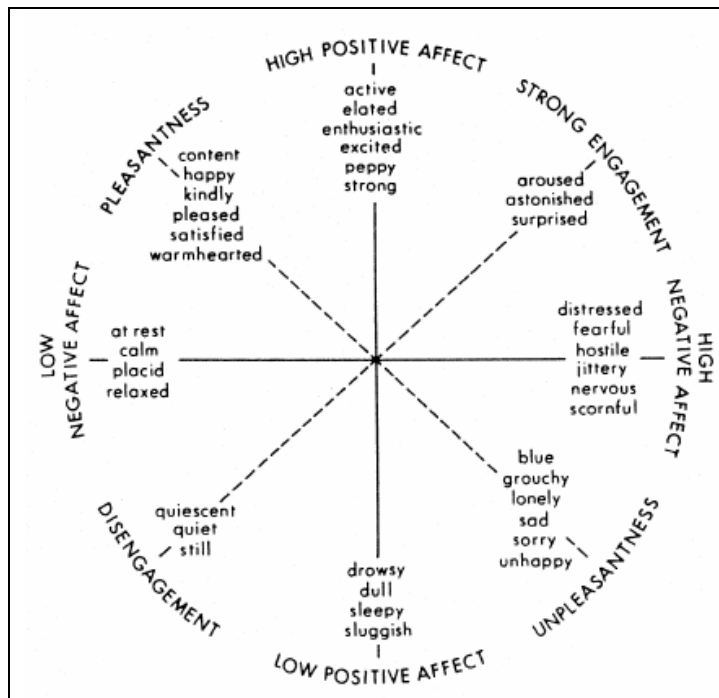 HIGH POSITIVE AFFECT
active
elated
enthusiastic
excited
peppy
strong
STRONG ENGAGEMENT
aroused
astonished
surprised
HIGH
NEGATIVE AFFECT
distressed
fearful
hostile
jittery
nervous
scornful
UNPLEASANTNESS
blue
grouchy
lonely
sad
sorry
unhappy
LOW POSITIVE AFFECT
drowsy
dull
sleepy
sluggish
DISENGAGEMENT
quiescent
quiet
still
LOW
NEGATIVE AFFECT
at rest
calm
placid
relaxed
PLEASANTNESS
content
happy
kindly
pleased
satisfied
warmhearted